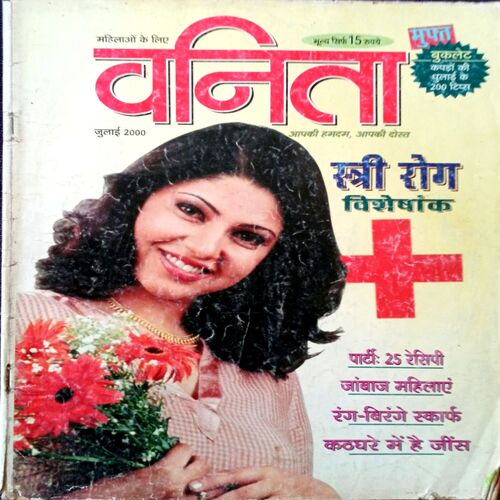 महिलाओं के लिए
मूल्य सिर्फ 15 रुपये
मुफ्त
बुकलेट
कपड़ों की
धुलाई के
200 टिप्स
वनिता
जुलाई 2000
आपकी हमदम, आपकी दोस्त
स्त्री रोग
विशेषांक
पार्टी: 25 रेसिपी
जांबाज महिलाएं
रंग-बिरंगे स्कार्फ
कठघरे में है जींस